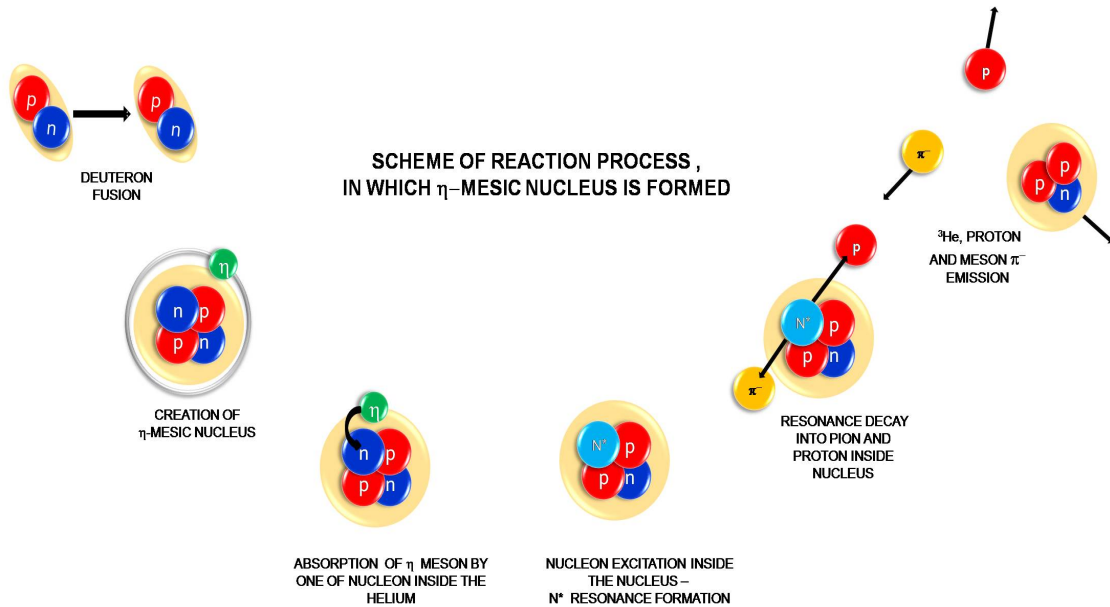 SCHEME OF REACTION PROCESS ,
IN WHICH η–MESIC NUCLEUS IS FORMED
p
n
p
n
DEUTERON
FUSION
η
n
p
p
n
CREATION OF
η-MESIC NUCLEUS
η
n
p
p
n
ABSORPTION OF η MESON BY
ONE OF NUCLEON INSIDE THE
HELIUM
N*
p
p
n
NUCLEON EXCITATION INSIDE
THE NUCLEUS –
N* RESONANCE FORMATION
p
N*
p
p
n
π⁻
RESONANCE DECAY
INTO PION AND
PROTON INSIDE
NUCLEUS
p
π⁻
p
p
n
³He, PROTON
AND MESON π⁻
EMISSION